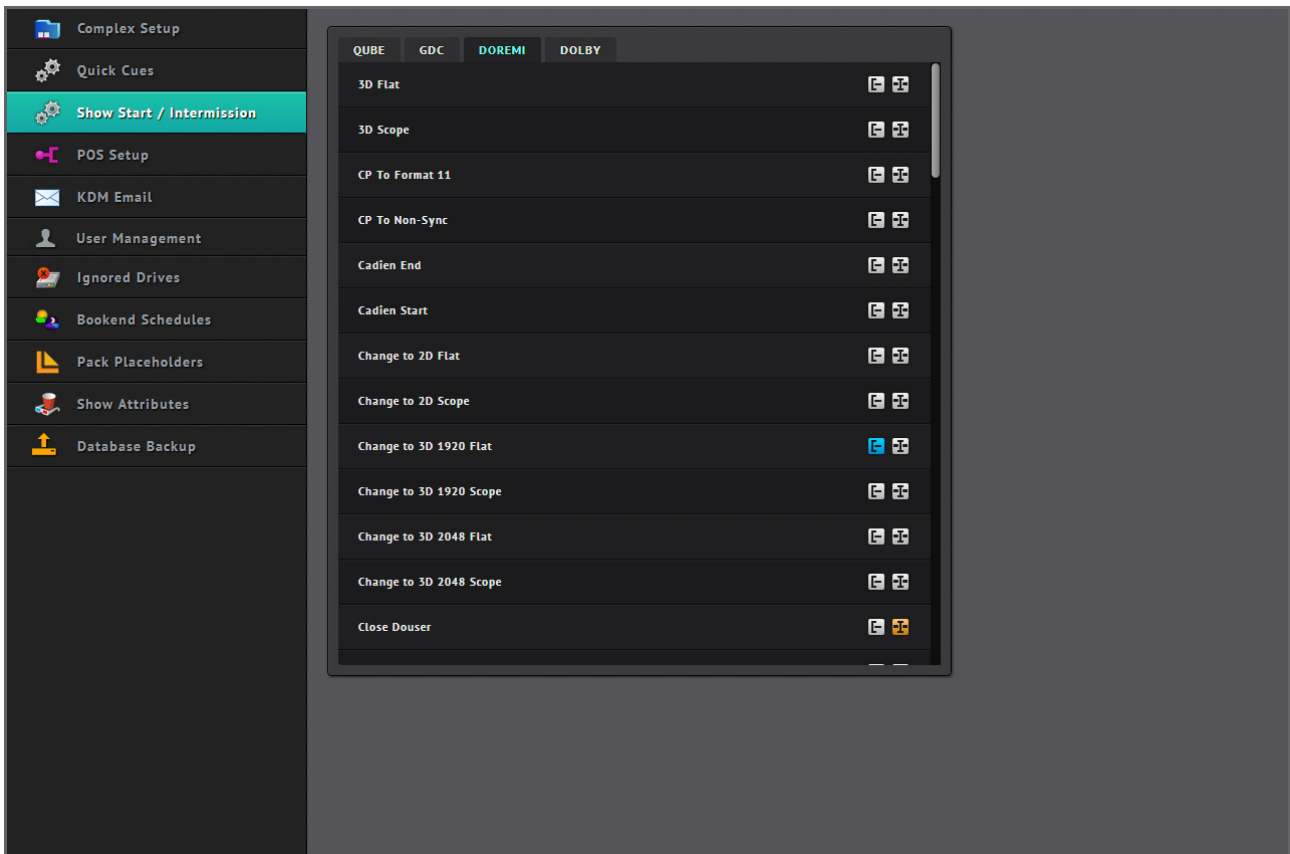 Complex Setup
Quick Cues
Show Start / Intermission
POS Setup
KDM Email
User Management
Ignored Drives
Bookend Schedules
Pack Placeholders
Show Attributes
Database Backup
QUBE GDC DOREMI DOLBY
3D Flat
3D Scope
CP To Format 11
CP To Non-Sync
Cadien End
Cadien Start
Change to 2D Flat
Change to 2D Scope
Change to 3D 1920 Flat
Change to 3D 1920 Scope
Change to 3D 2048 Flat
Change to 3D 2048 Scope
Close Douser